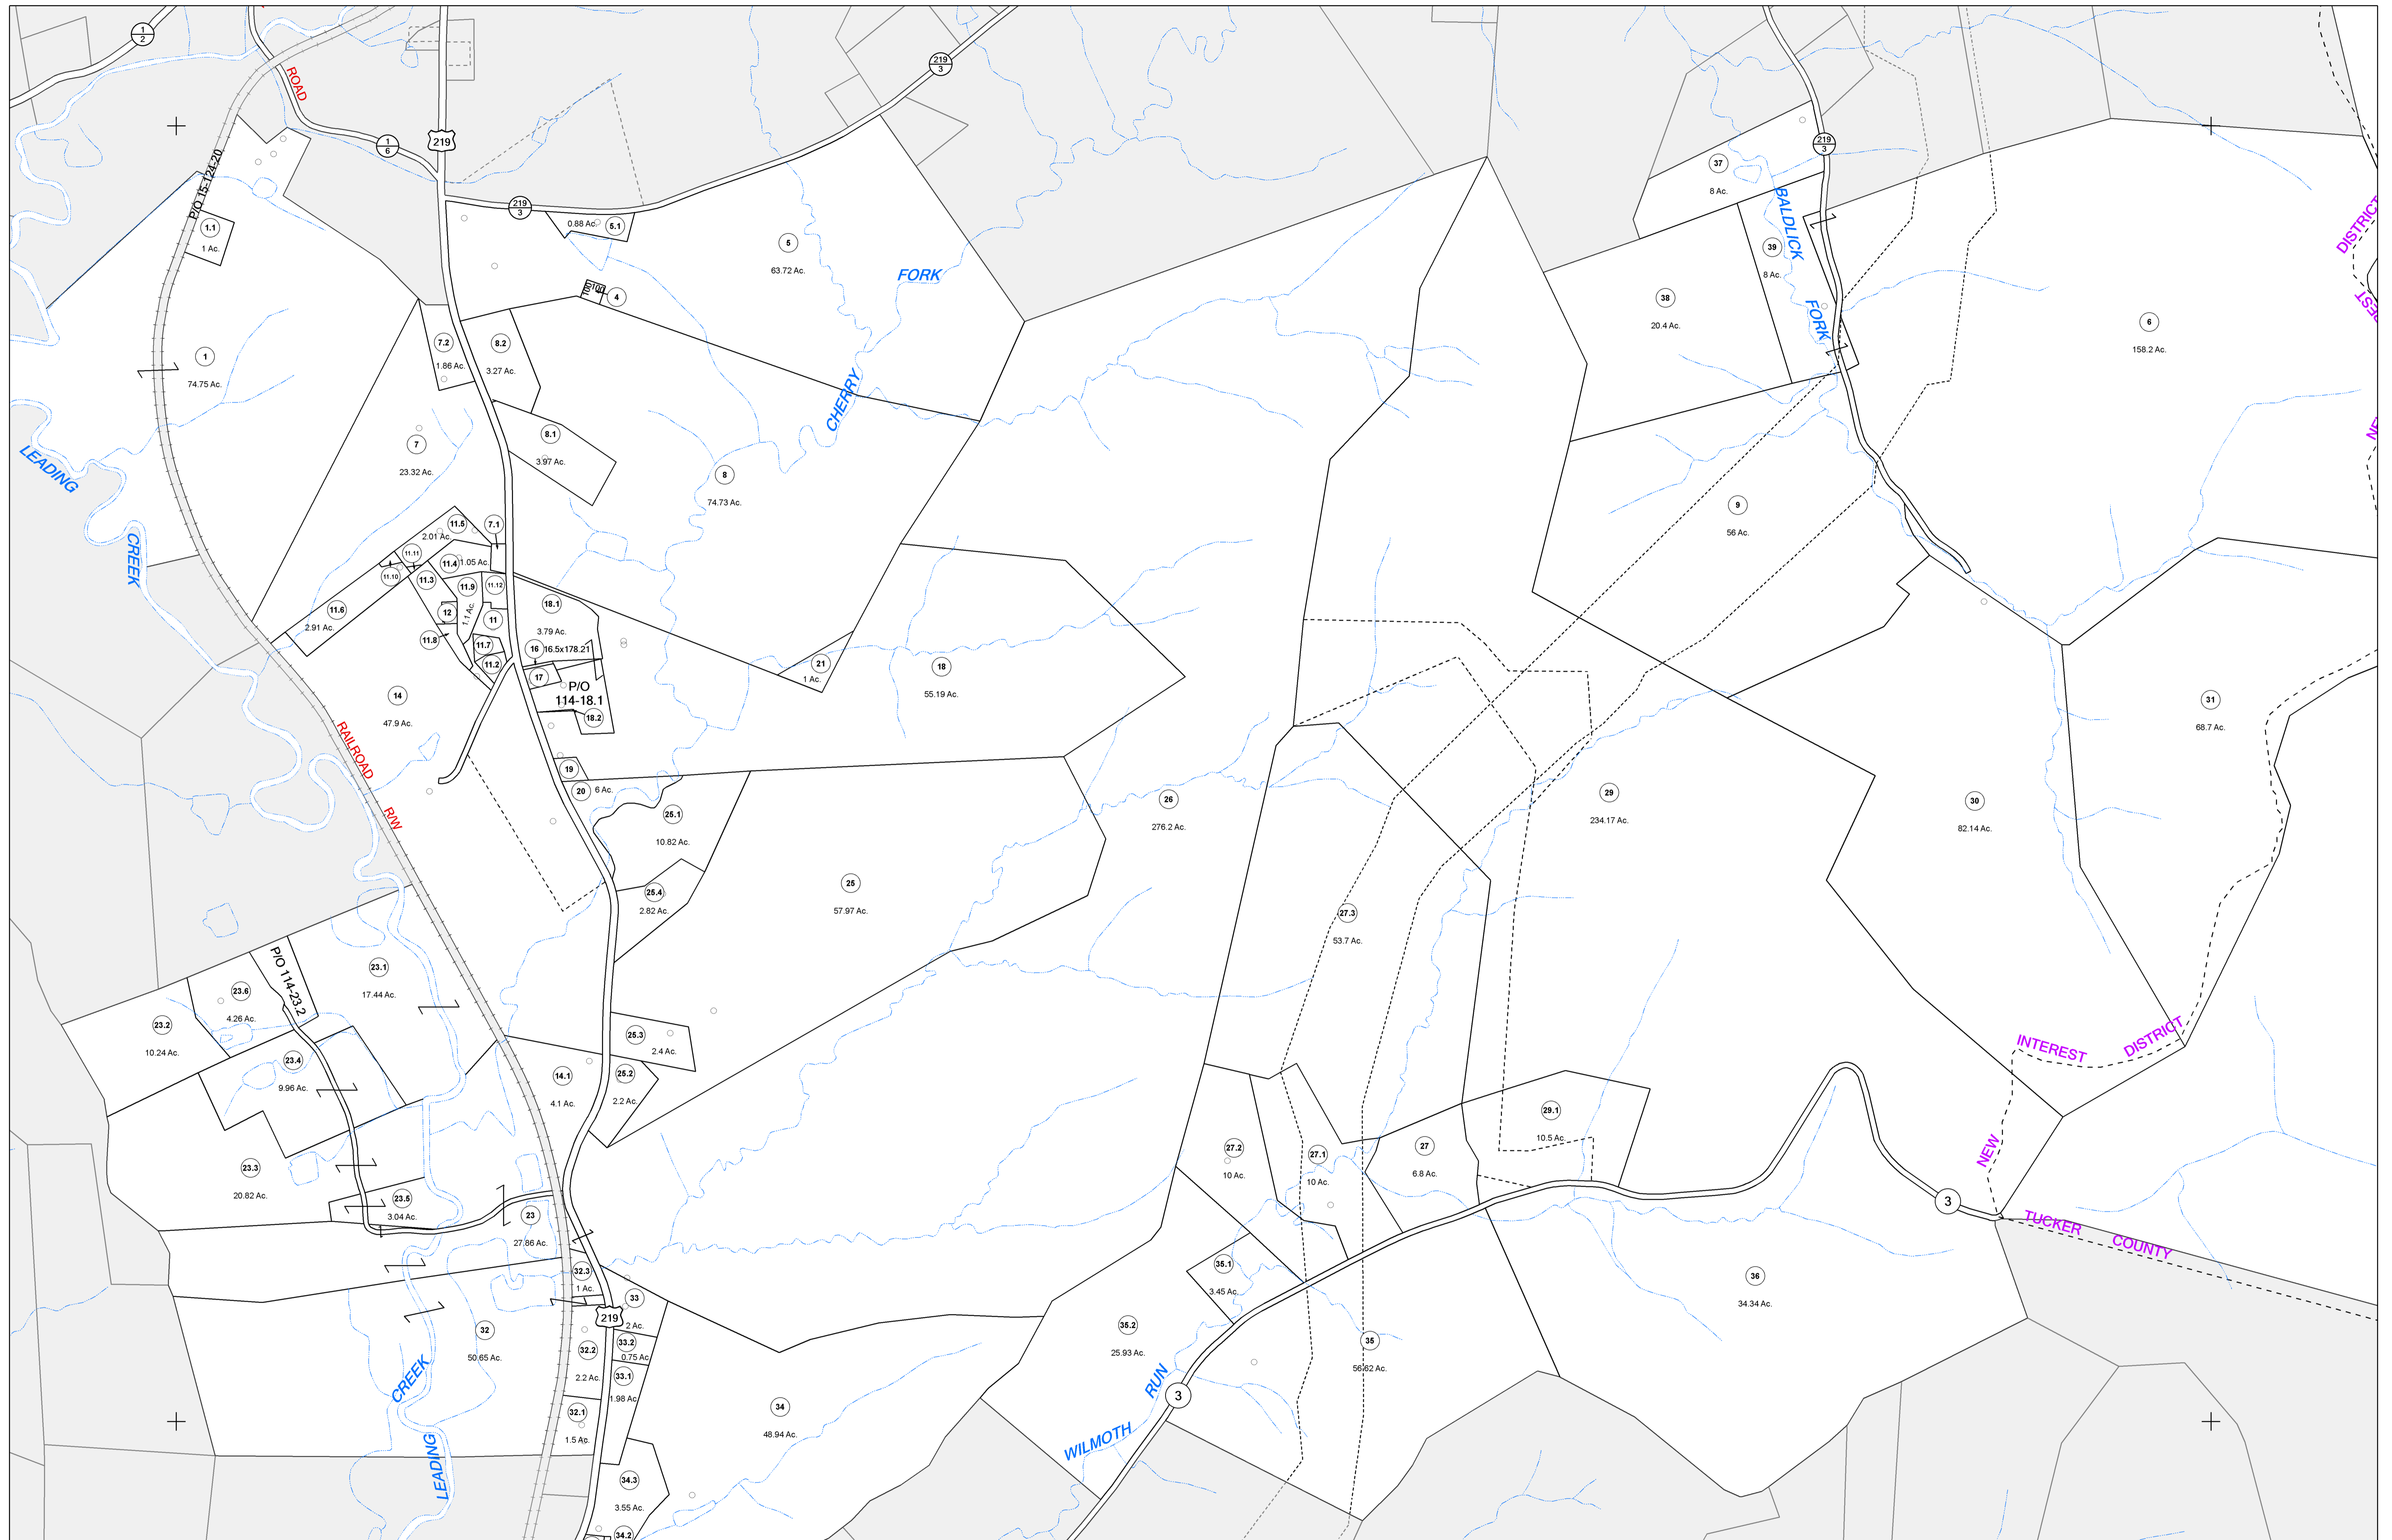 1
2
ROAD
219
3
219
1
6
219
3
219
3
P/O 15-124-20
1.1
1 Ac.
0.88 Ac.
5.1
5
63.72 Ac.
FORK
37
8 Ac.
BALDLICK
FORK
39
8 Ac.
38
20.4 Ac.
6
158.2 Ac.
DISTRICT
100
100
4
1
74.75 Ac.
7.2
1.86 Ac.
8.2
3.27 Ac.
CHERRY
8.1
3.97 Ac.
7
23.32 Ac.
8
74.73 Ac.
LEADING
CREEK
9
56 Ac.
11.5
2.01 Ac.
7.1
11.11
11.4
1.05 Ac.
11.10
11.3
11.9
11.12
1.1 Ac.
11.6
2.91 Ac.
12
11
11.8
11.7
11.2
18.1
3.79 Ac.
16
16.5x178.21
17
P/O
114-18.1
18.2
21
1 Ac.
18
55.19 Ac.
14
47.9 Ac.
31
68.7 Ac.
RAILROAD
R/W
19
20
6 Ac.
25.1
10.82 Ac.
26
276.2 Ac.
29
234.17 Ac.
30
82.14 Ac.
25.4
2.82 Ac.
25
57.97 Ac.
27.3
53.7 Ac.
P/O 114-23.2
23.1
17.44 Ac.
23.6
4.26 Ac.
23.2
10.24 Ac.
23.4
9.96 Ac.
25.3
2.4 Ac.
14.1
4.1 Ac.
25.2
2.2 Ac.
INTEREST
DISTRICT
NEW
29.1
10.5 Ac.
27.2
10 Ac.
27.1
10 Ac.
27
6.8 Ac.
23.3
20.82 Ac.
23.5
3.04 Ac.
23
27.86 Ac.
3
TUCKER
COUNTY
32.3
1 Ac.
33
219
2 Ac.
35.1
3.45 Ac.
36
34.34 Ac.
32
50.65 Ac.
32.2
2.2 Ac.
33.2
0.75 Ac.
33.1
1.98 Ac.
35.2
25.93 Ac.
35
56.62 Ac.
CREEK
RUN
3
32.1
1.5 Ac.
34
48.94 Ac.
WILMOTH
LEADING
34.3
3.55 Ac.
34.2